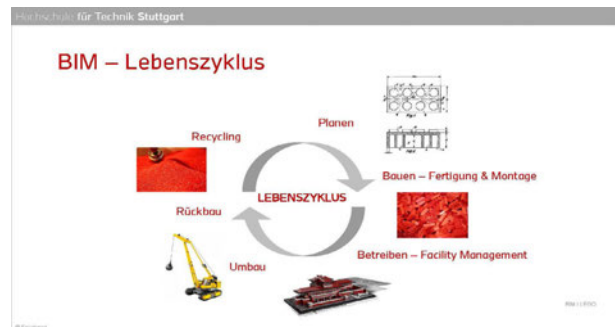 Hochschule für Technik Stuttgart
BIM – Lebenszyklus
Planen
Recycling
Bauen – Fertigung & Montage
LEBENSZYKLUS
Rückbau
Betreiben – Facility Management
Umbau